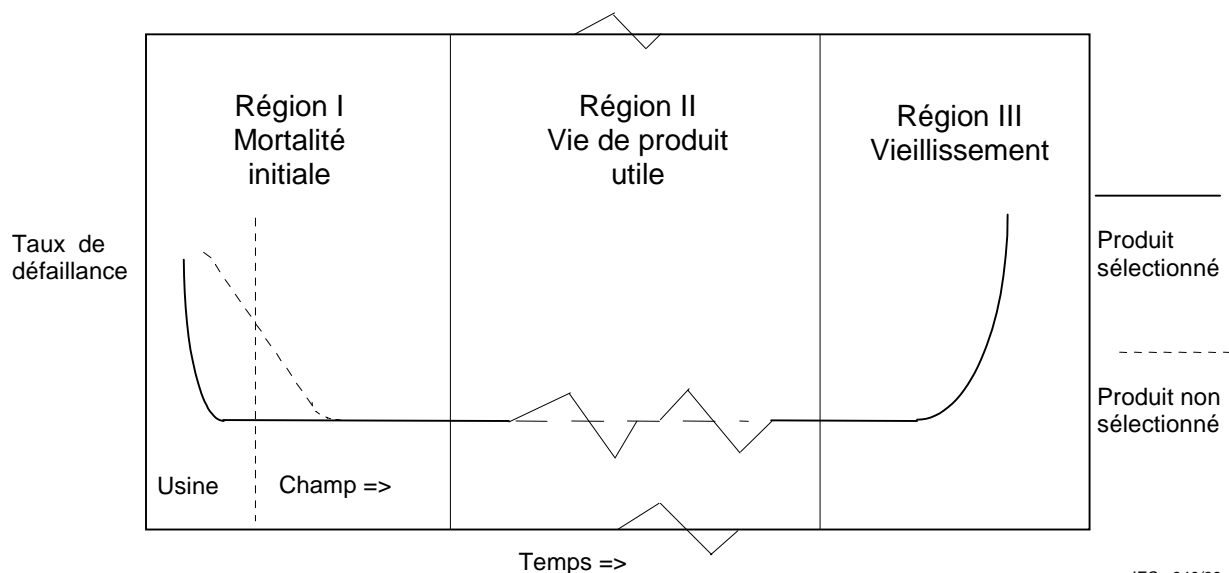 Région I
Mortalité
initiale
Région II
Vie de produit
utile
Région III
Vieillissement
Taux de
défaillance
Produit
sélectionné
Produit non
sélectionné
Usine
Champ =>
Temps =>